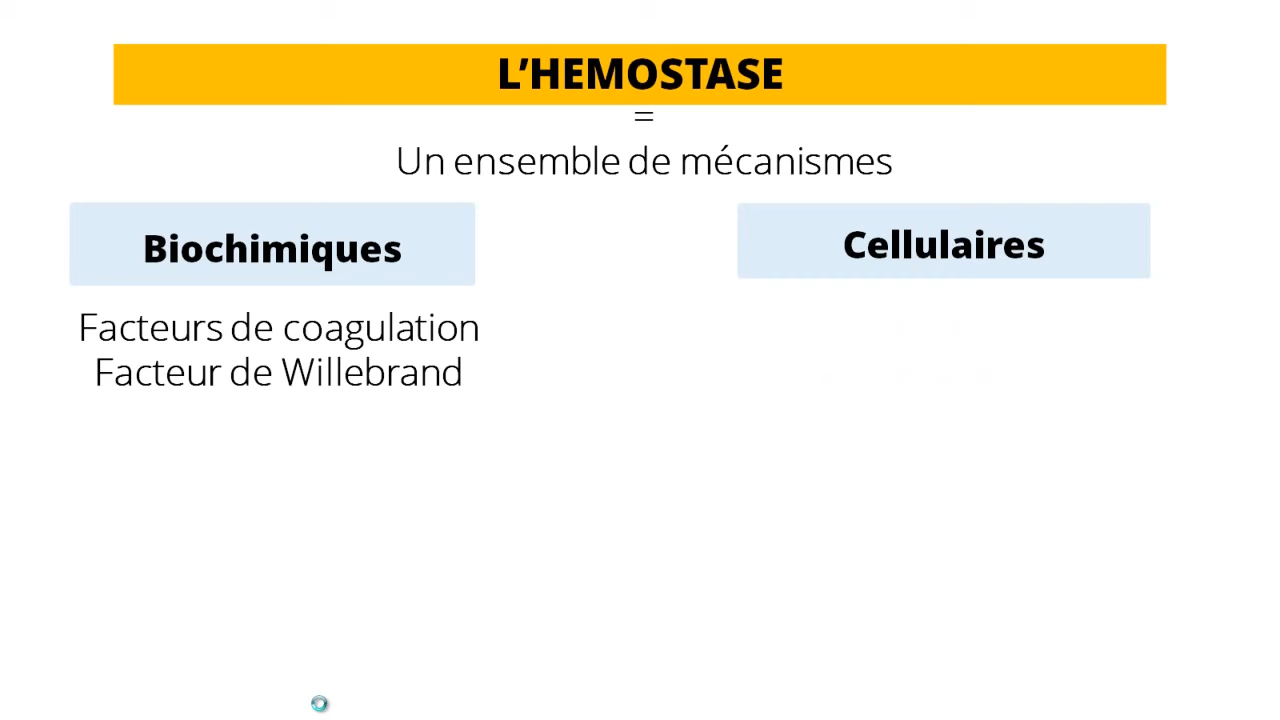 L’HEMOSTASE
=
Un ensemble de mécanismes
Biochimiques
Cellulaires
Facteurs de coagulation
Facteur de Willebrand